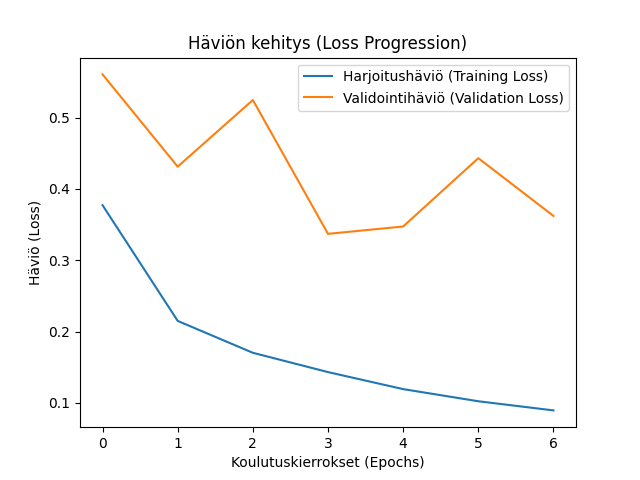 Häviön kehitys (Loss Progression)
Harjoitushäviö (Training Loss)
Validointihäviö (Validation Loss)
Häviö (Loss)
0.5
0.4
0.3
0.2
0.1
0 1 2 3 4 5 6
Koulutuskierrokset (Epochs)